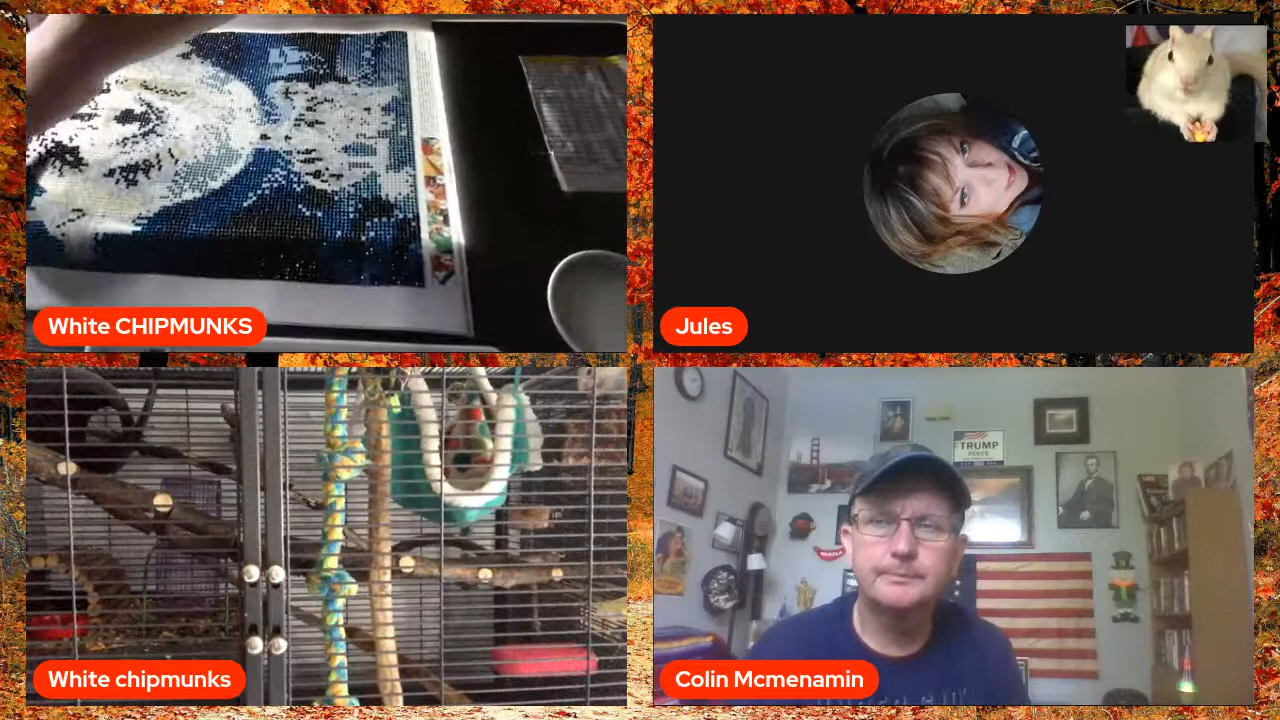 White CHIPMUNKS
Jules
TRUMP
PENCE
White chipmunks
Colin Mcmenamin